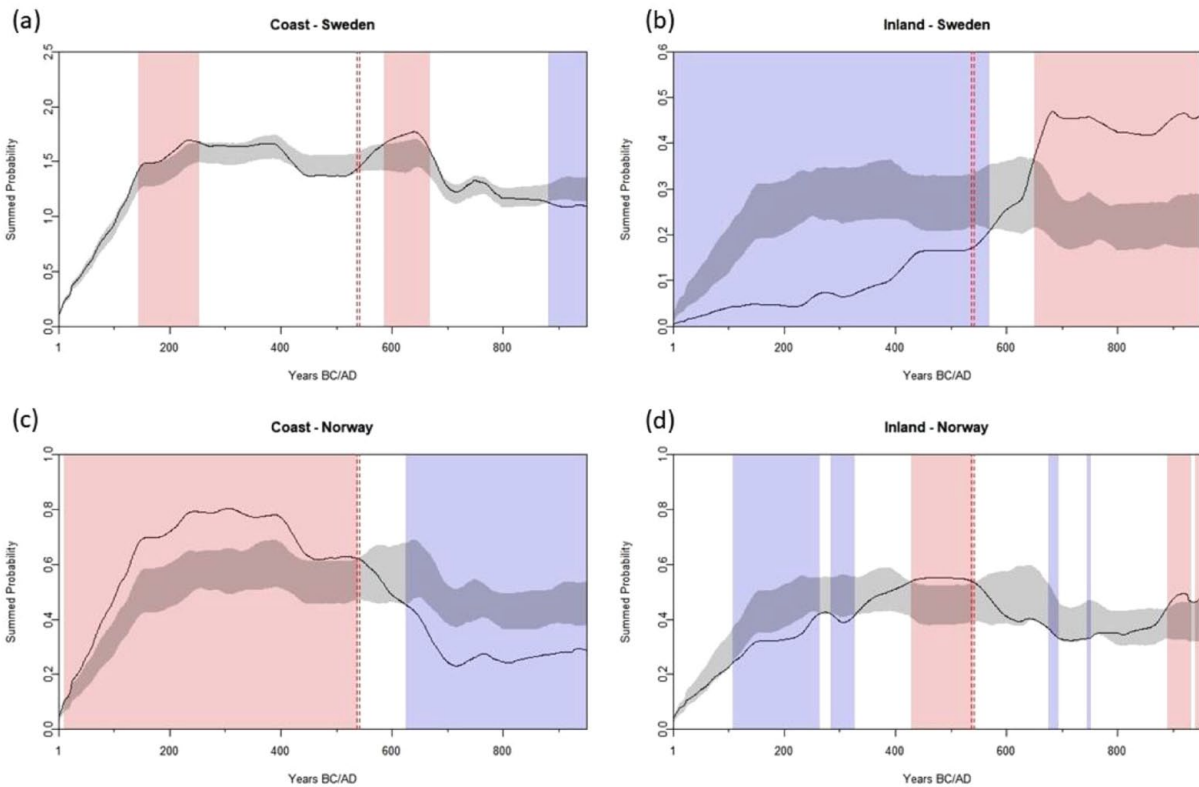 (a)
Coast - Sweden
Summed Probability
0.0 0.5 1.0 1.5 2.0 2.5
1 200 400 600 800
Years BC/AD
(b)
Inland - Sweden
Summed Probability
0.0 0.1 0.2 0.3 0.4 0.5 0.6
1 200 400 600 800
Years BC/AD
(c)
Coast - Norway
Summed Probability
0.0 0.2 0.4 0.6 0.8 1.0
1 200 400 600 800
Years BC/AD
(d)
Inland - Norway
Summed Probability
0.0 0.2 0.4 0.6 0.8 1.0
1 200 400 600 800
Years BC/AD